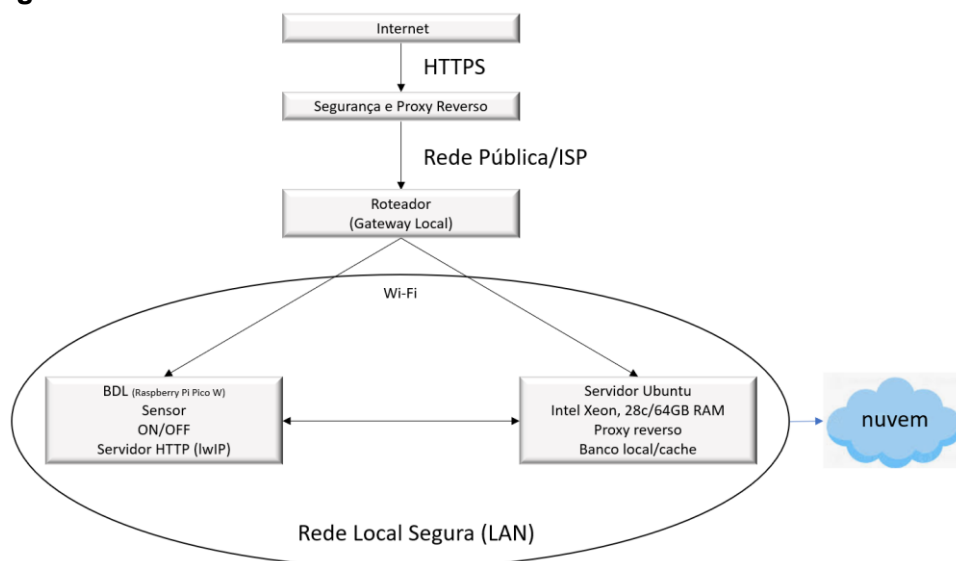 Internet
HTTPS
Segurança e Proxy Reverso
Rede Pública/ISP
Roteador
(Gateway Local)
Wi-Fi
BDL (Raspberry Pi Pico W)
Sensor
ON/OFF
Servidor HTTP (lwIP)
Servidor Ubuntu
Intel Xeon, 28c/64GB RAM
Proxy reverso
Banco local/cache
nuvem
Rede Local Segura (LAN)